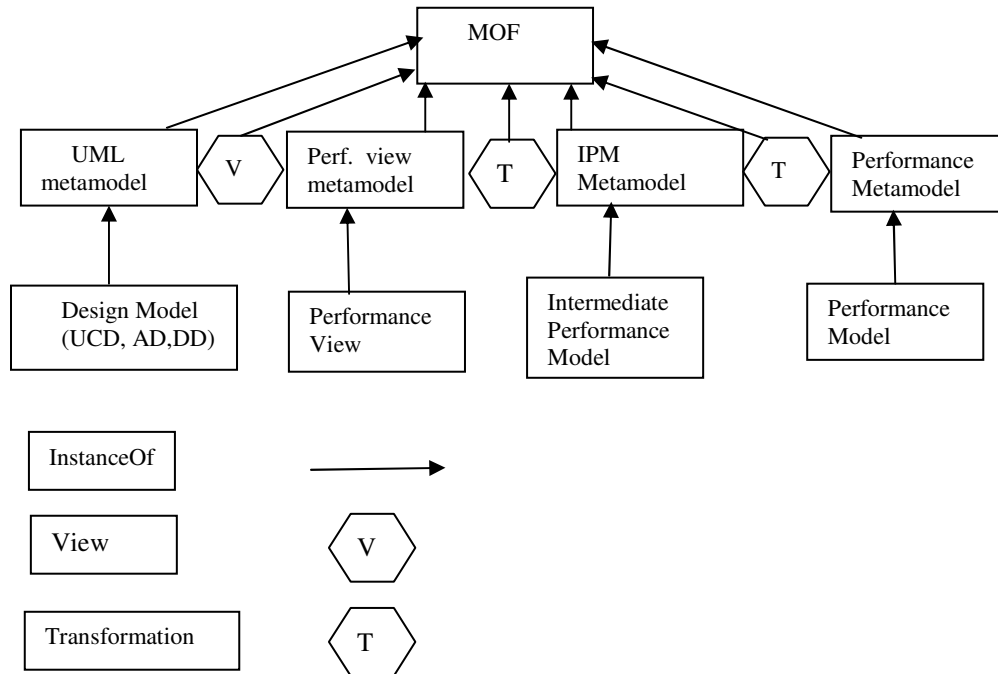 MOF
UML
metamodel
V
Perf. view
metamodel
T
IPM
Metamodel
T
Performance
Metamodel
Design Model
(UCD, AD,DD)
Performance
View
Intermediate
Performance
Model
Performance
Model
InstanceOf
View
V
Transformation
T